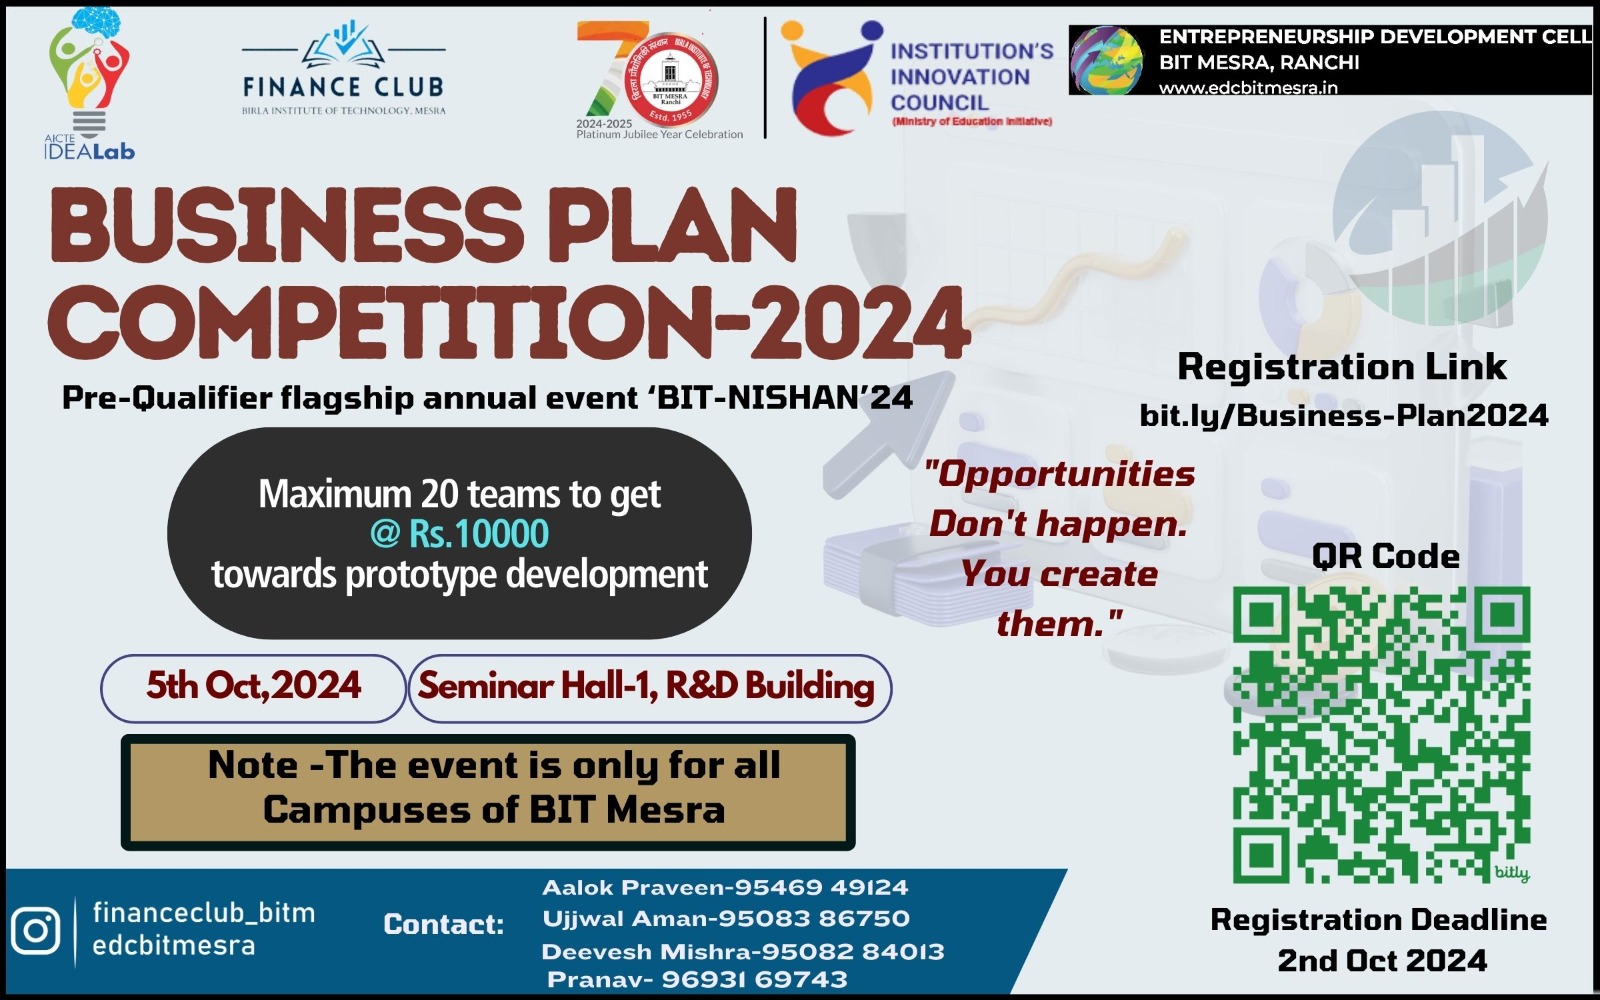 AICTE
IDEALab
FINANCE CLUB
BIRLA INSTITUTE OF TECHNOLOGY, MESRA
70
बिरला प्रौद्योगिकी संस्थान
BIRLA INSTITUTE OF TECHNOLOGY
BIT MESRA
Ranchi
Estd. 1955
2024-2025
Platinum Jubilee Year Celebration
INSTITUTION'S
INNOVATION
COUNCIL
(Ministry of Education Initiative)
ENTREPRENEURSHIP DEVELOPMENT CELL
BIT MESRA, RANCHI
www.edcbitmesra.in
BUSINESS PLAN
COMPETITION-2024
Pre-Qualifier flagship annual event ‘BIT-NISHAN’24
Maximum 20 teams to get
@ Rs.10000
towards prototype development
5th Oct,2024
Seminar Hall-1, R&D Building
Note -The event is only for all
Campuses of BIT Mesra
"Opportunities
Don't happen.
You create
them."
Registration Link
bit.ly/Business-Plan2024
QR Code
bitly
Registration Deadline
2nd Oct 2024
financeclub_bitm
edcbitmesra
Contact:
Aalok Praveen-95469 49124
Ujjwal Aman-95083 86750
Deevesh Mishra-95082 84013
Pranav- 96931 69743